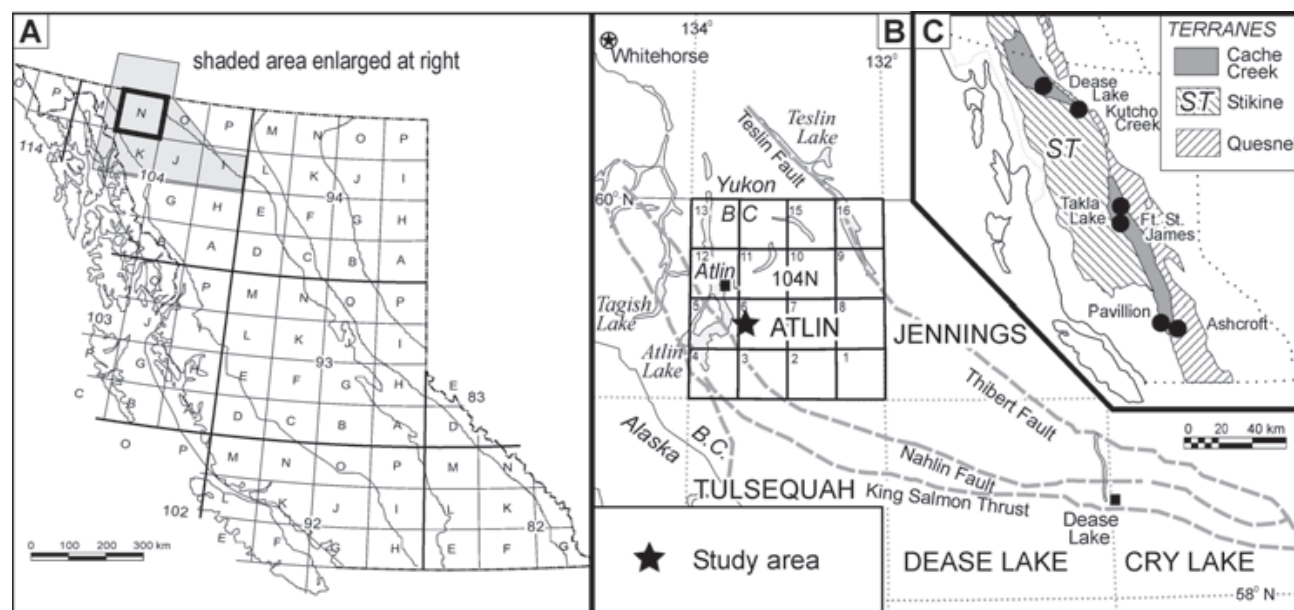 A
shaded area enlarged at right
O
P
M
N
O
P
M
N
O
P
114
K
J
I
L
K
J
I
104
F
G
H
E
F
94
G
H
B
A
D
C
B
A
O
P
M
N
O
P
103
J
I
L
K
J
I
93
P
G
H
E
F
G
H
E
83
C
B
A
D
C
B
A
D
O
P
M
N
O
P
M
N
L
K
J
I
L
K
102
92
82
E
F
G
H
E
F
G
0 100 200 300 km
B
134°
132°
Whitehorse
Teslin
Lake
Teslin Fault
Yukon
60° N
13
B C
15
16
12
11
10
9
Atlin
104N
5
6
7
8
ATLIN
4
3
2
1
Tagish
Lake
Atlin
Lake
JENNINGS
Thibert Fault
Alaska
B.C.
Nahlin Fault
TULSEQUAH
King Salmon Thrust
Dease
Lake
DEASE LAKE
CRY LAKE
58° N
0 20 40 km
Study area
C
TERRANES
Cache
Creek
ST
Stikine
Quesnel
Dease
Lake
Kutcho
Creek
ST
Takla
Lake
Ft. St.
James
Pavillion
Ashcroft